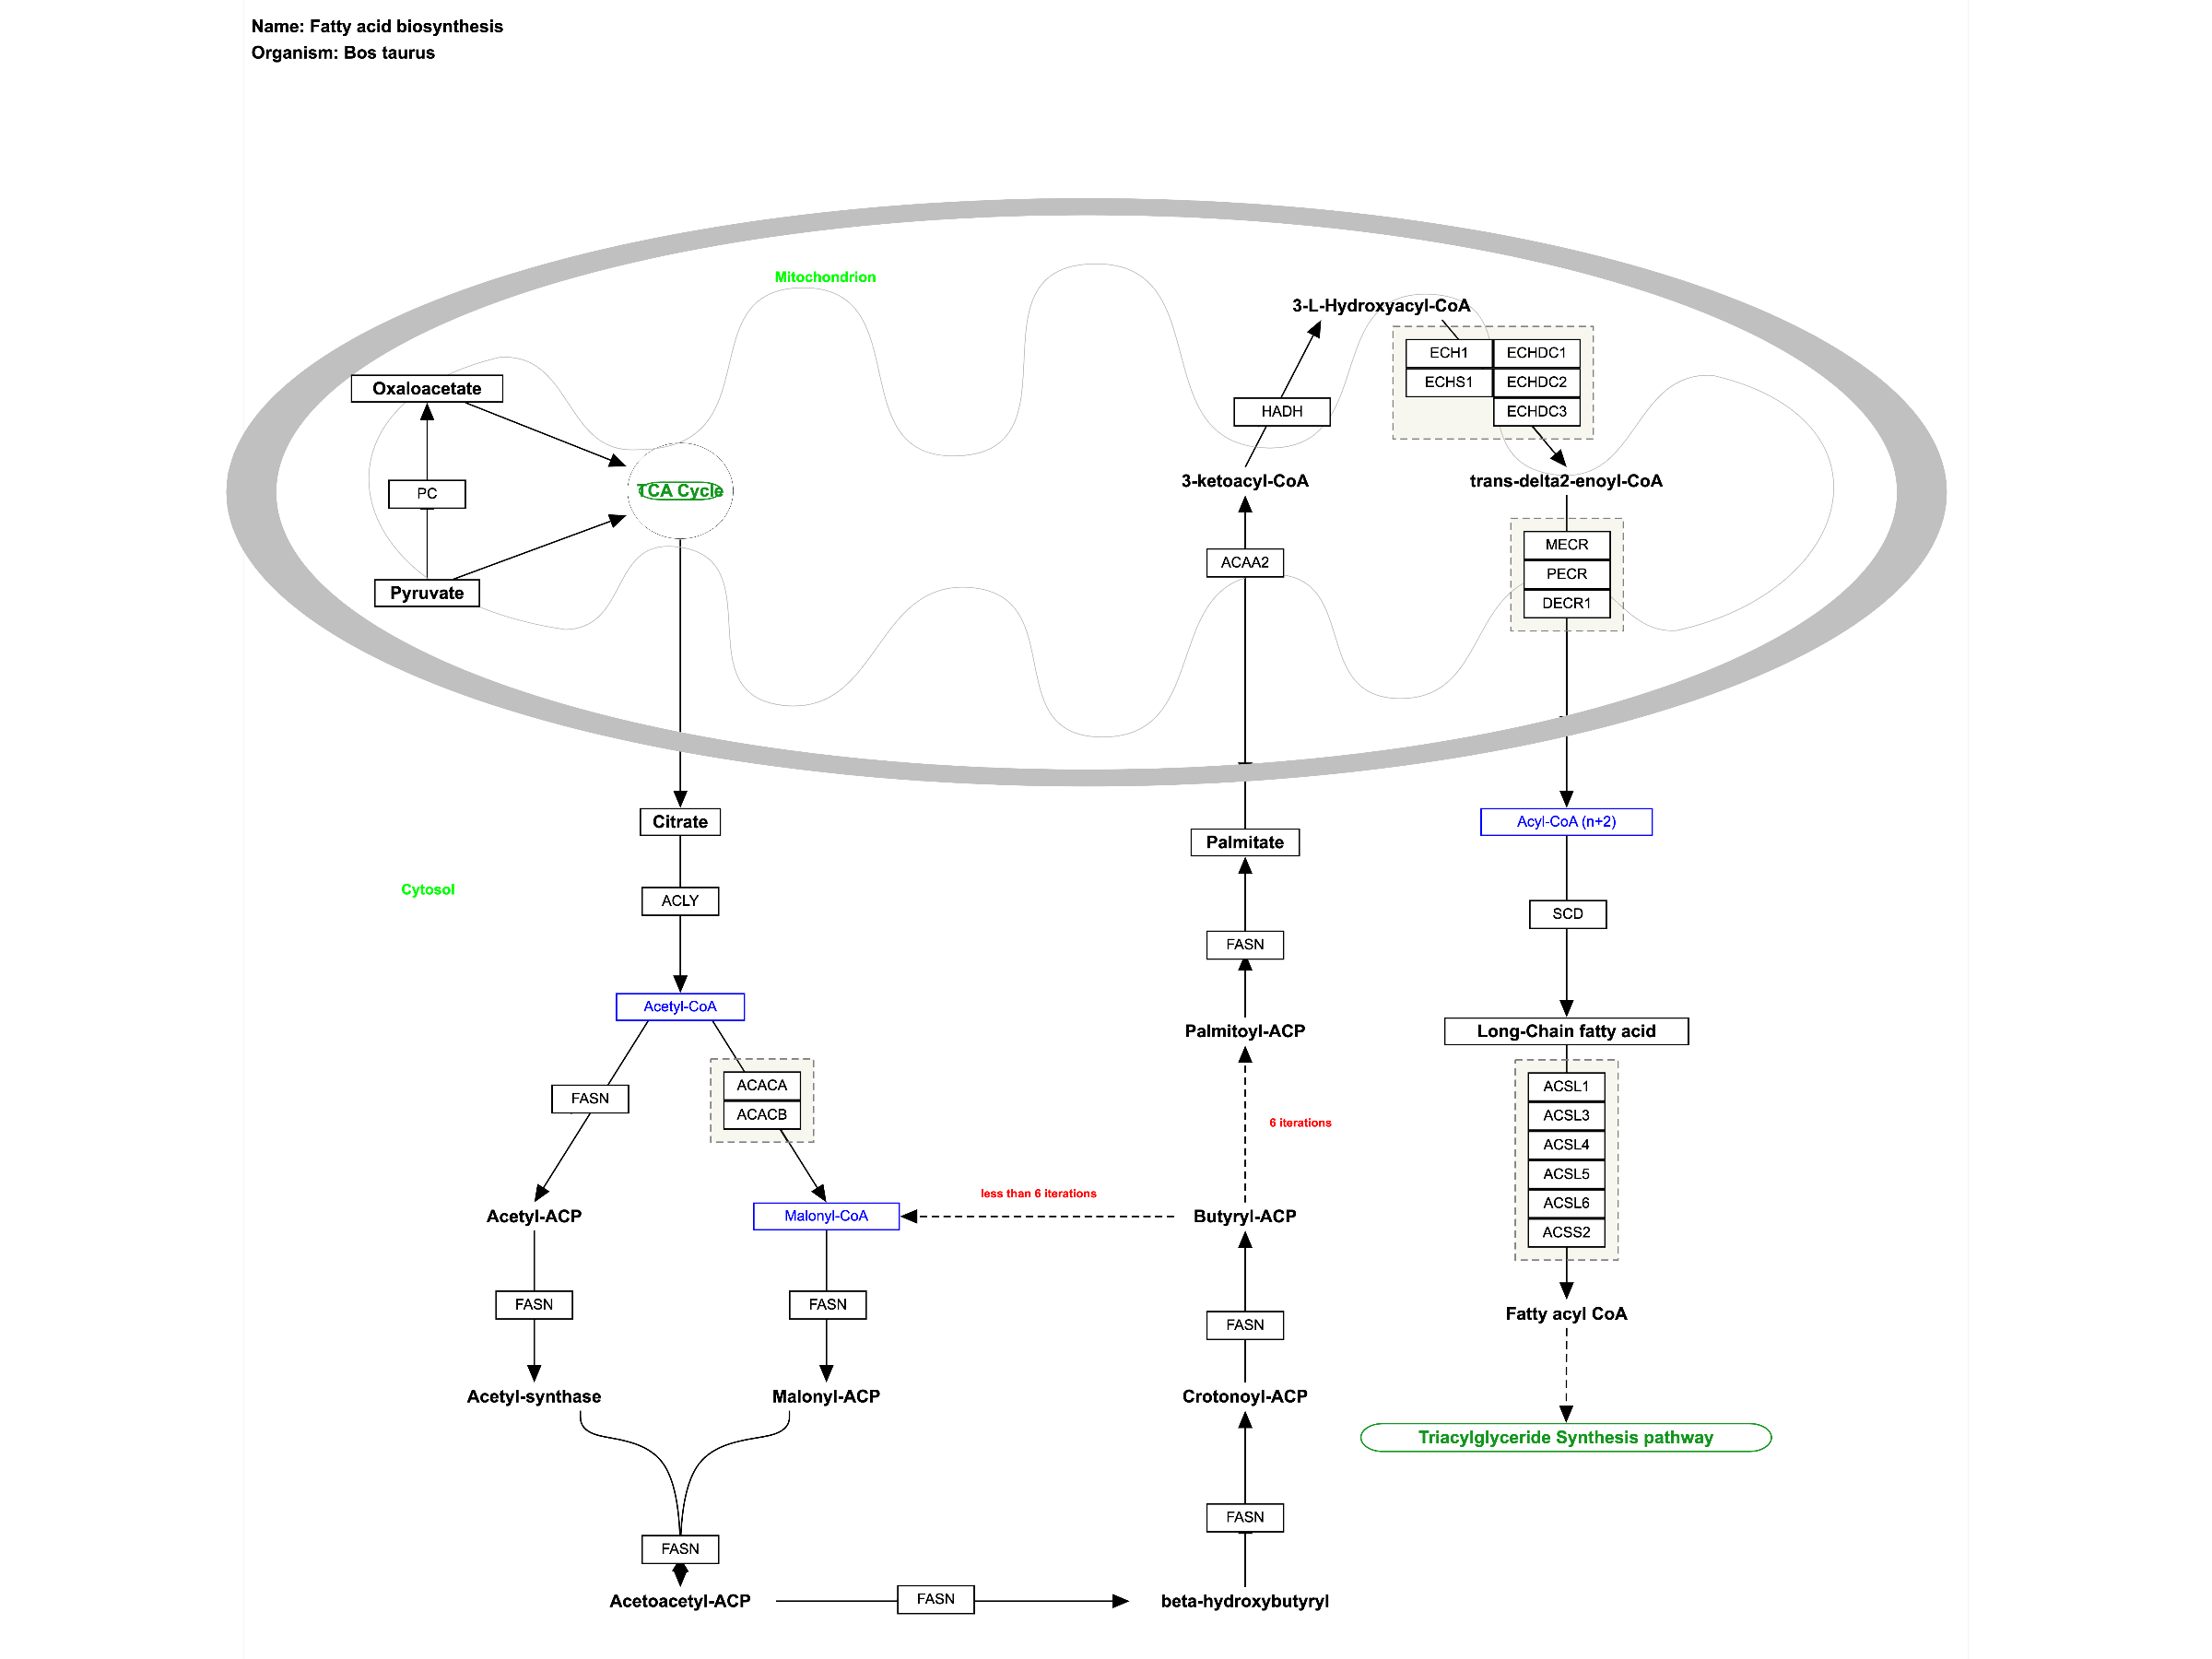 Name: Fatty acid biosynthesis
Organism: Bos taurus
Mitochondrion
3-L-Hydroxyacyl-CoA
ECH1
ECHDC1
ECHS1
ECHDC2
ECHDC3
Oxaloacetate
HADH
PC
TCA Cycle
3-ketoacyl-CoA
trans-delta2-enoyl-CoA
Pyruvate
ACAA2
MECR
PECR
DECR1
Citrate
Palmitate
Acyl-CoA (n+2)
Cytosol
ACLY
FASN
SCD
Acetyl-CoA
Palmitoyl-ACP
Long-Chain fatty acid
FASN
ACACA
ACACB
6 iterations
ACSL1
ACSL3
ACSL4
ACSL5
ACSL6
ACSS2
less than 6 iterations
Acetyl-ACP
Malonyl-CoA
Butyryl-ACP
FASN
FASN
FASN
Fatty acyl CoA
Acetyl-synthase
Malonyl-ACP
Crotonoyl-ACP
Triacylglyceride Synthesis pathway
FASN
FASN
Acetoacetyl-ACP
FASN
beta-hydroxybutyryl